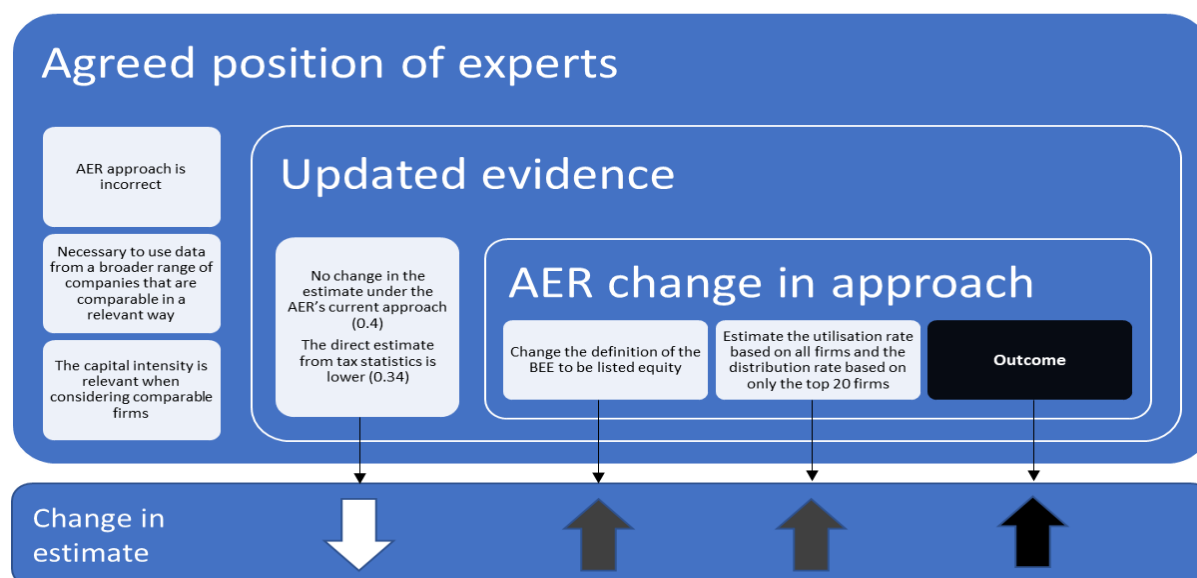 Agreed position of experts
AER approach is
incorrect
Necessary to use data
from a broader range of
companies that are
comparable in a
relevant way
The capital intensity is
relevant when
considering comparable
firms
Updated evidence
No change in the
estimate under the
AER's current approach
(0.4)
The direct estimate
from tax statistics is
lower (0.34)
AER change in approach
Change the definition of the
BEE to be listed equity
Estimate the utilisation rate
based on all firms and the
distribution rate based on
only the top 20 firms
Outcome
Change in
estimate